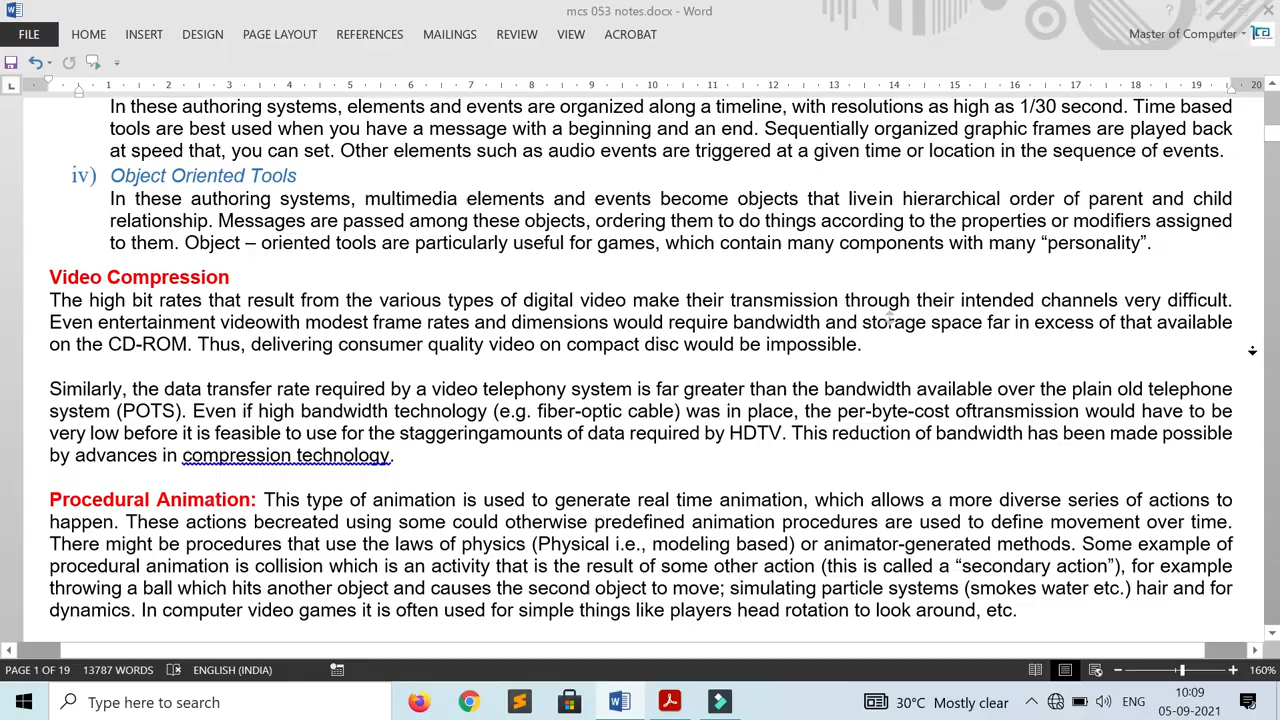 mcs 053 notes.docx - Word
FILE HOME INSERT DESIGN PAGE LAYOUT REFERENCES MAILINGS REVIEW VIEW ACROBAT Master of Computer
1 2 3 4 5 6 7 8 9 10 11 12 13 14 15 16 17 18 19 20
In these authoring systems, elements and events are organized along a timeline, with resolutions as high as 1/30 second. Time based
tools are best used when you have a message with a beginning and an end. Sequentially organized graphic frames are played back
at speed that, you can set. Other elements such as audio events are triggered at a given time or location in the sequence of events.
iv) Object Oriented Tools
In these authoring systems, multimedia elements and events become objects that livein hierarchical order of parent and child
relationship. Messages are passed among these objects, ordering them to do things according to the properties or modifiers assigned
to them. Object – oriented tools are particularly useful for games, which contain many components with many “personality”.
Video Compression
The high bit rates that result from the various types of digital video make their transmission through their intended channels very difficult.
Even entertainment videowith modest frame rates and dimensions would require bandwidth and storage space far in excess of that available
on the CD-ROM. Thus, delivering consumer quality video on compact disc would be impossible.
Similarly, the data transfer rate required by a video telephony system is far greater than the bandwidth available over the plain old telephone
system (POTS). Even if high bandwidth technology (e.g. fiber-optic cable) was in place, the per-byte-cost oftransmission would have to be
very low before it is feasible to use for the staggeringamounts of data required by HDTV. This reduction of bandwidth has been made possible
by advances in compression technology.
Procedural Animation: This type of animation is used to generate real time animation, which allows a more diverse series of actions to
happen. These actions becreated using some could otherwise predefined animation procedures are used to define movement over time.
There might be procedures that use the laws of physics (Physical i.e., modeling based) or animator-generated methods. Some example of
procedural animation is collision which is an activity that is the result of some other action (this is called a “secondary action”), for example
throwing a ball which hits another object and causes the second object to move; simulating particle systems (smokes water etc.) hair and for
dynamics. In computer video games it is often used for simple things like players head rotation to look around, etc.
PAGE 1 OF 19 13787 WORDS ENGLISH (INDIA) 160%
Type here to search 30°C Mostly clear ENG 10:09
05-09-2021